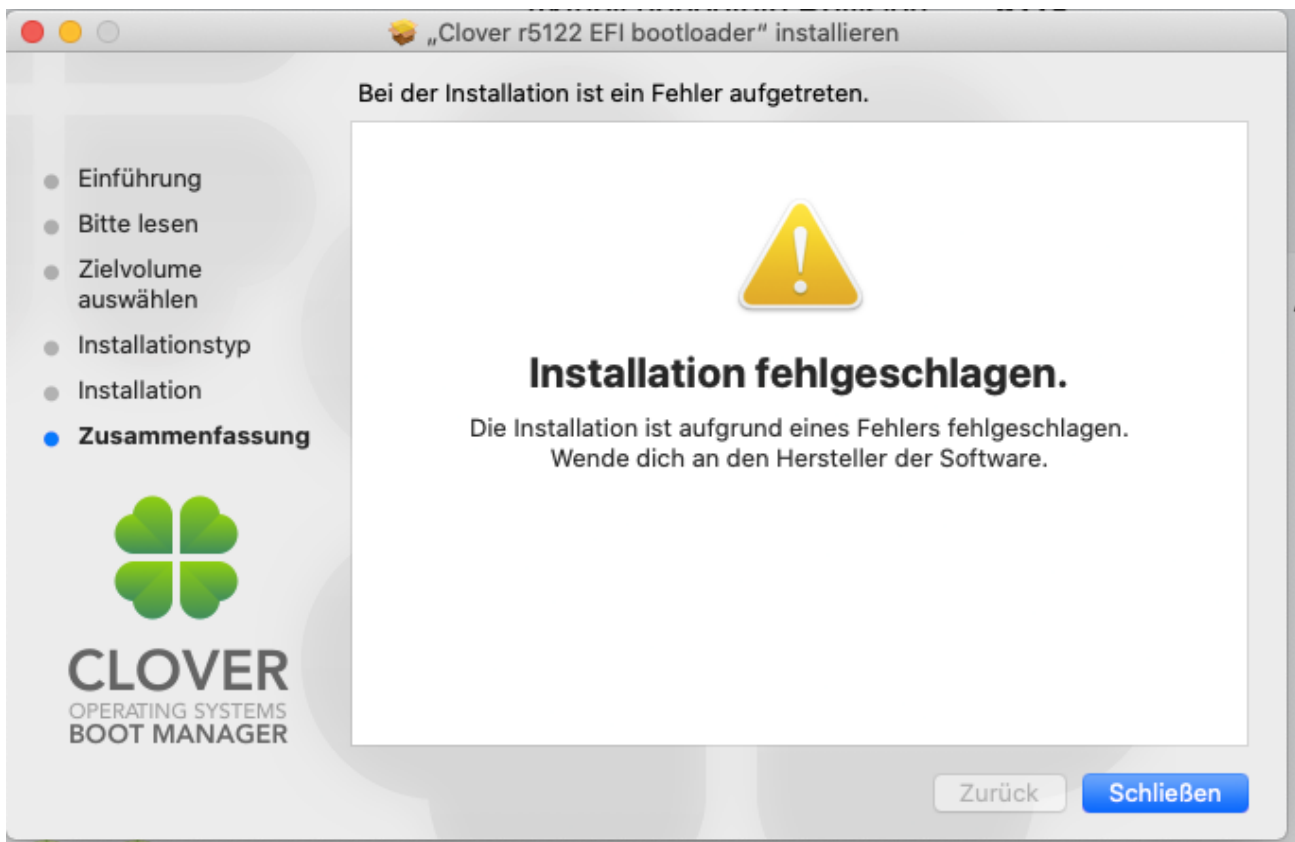 „Clover r5122 EFI bootloader“ installieren
Bei der Installation ist ein Fehler aufgetreten.
Einführung
Bitte lesen
Zielvolume
auswählen
Installationstyp
Installation
Zusammenfassung
Installation fehlgeschlagen.
Die Installation ist aufgrund eines Fehlers fehlgeschlagen.
Wende dich an den Hersteller der Software.
CLOVER
OPERATING SYSTEMS
BOOT MANAGER
Zurück
Schließen